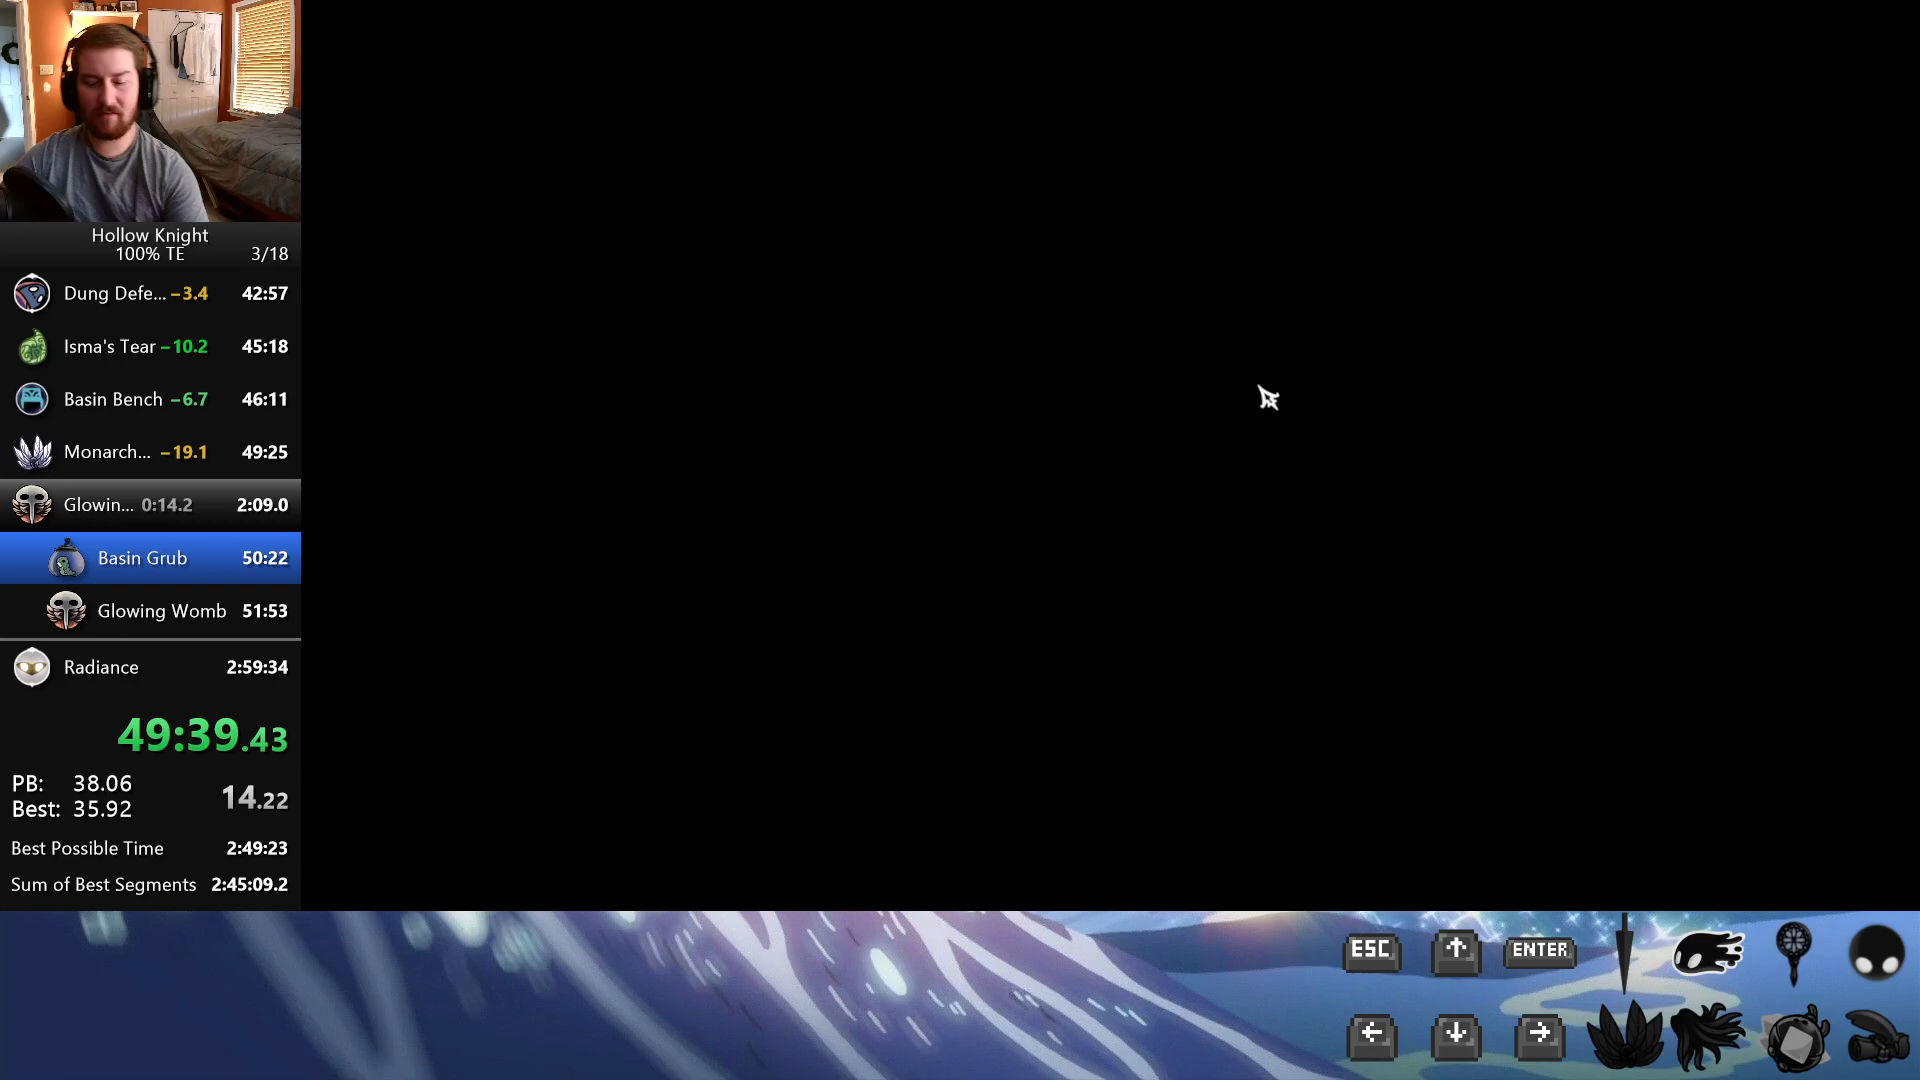 Hollow Knight
100% TE 3/18
Dung Defe... −3.4 42:57
Isma's Tear −10.2 45:18
Basin Bench −6.7 46:11
Monarch... −19.1 49:25
Glowin... 0:14.2 2:09.0
Basin Grub 50:22
Glowing Womb 51:53
Radiance 2:59:34
49:39.43
PB: 38.06
Best: 35.92
14.22
Best Possible Time 2:49:23
Sum of Best Segments 2:45:09.2
ESC ↑ ENTER
← ↓ →